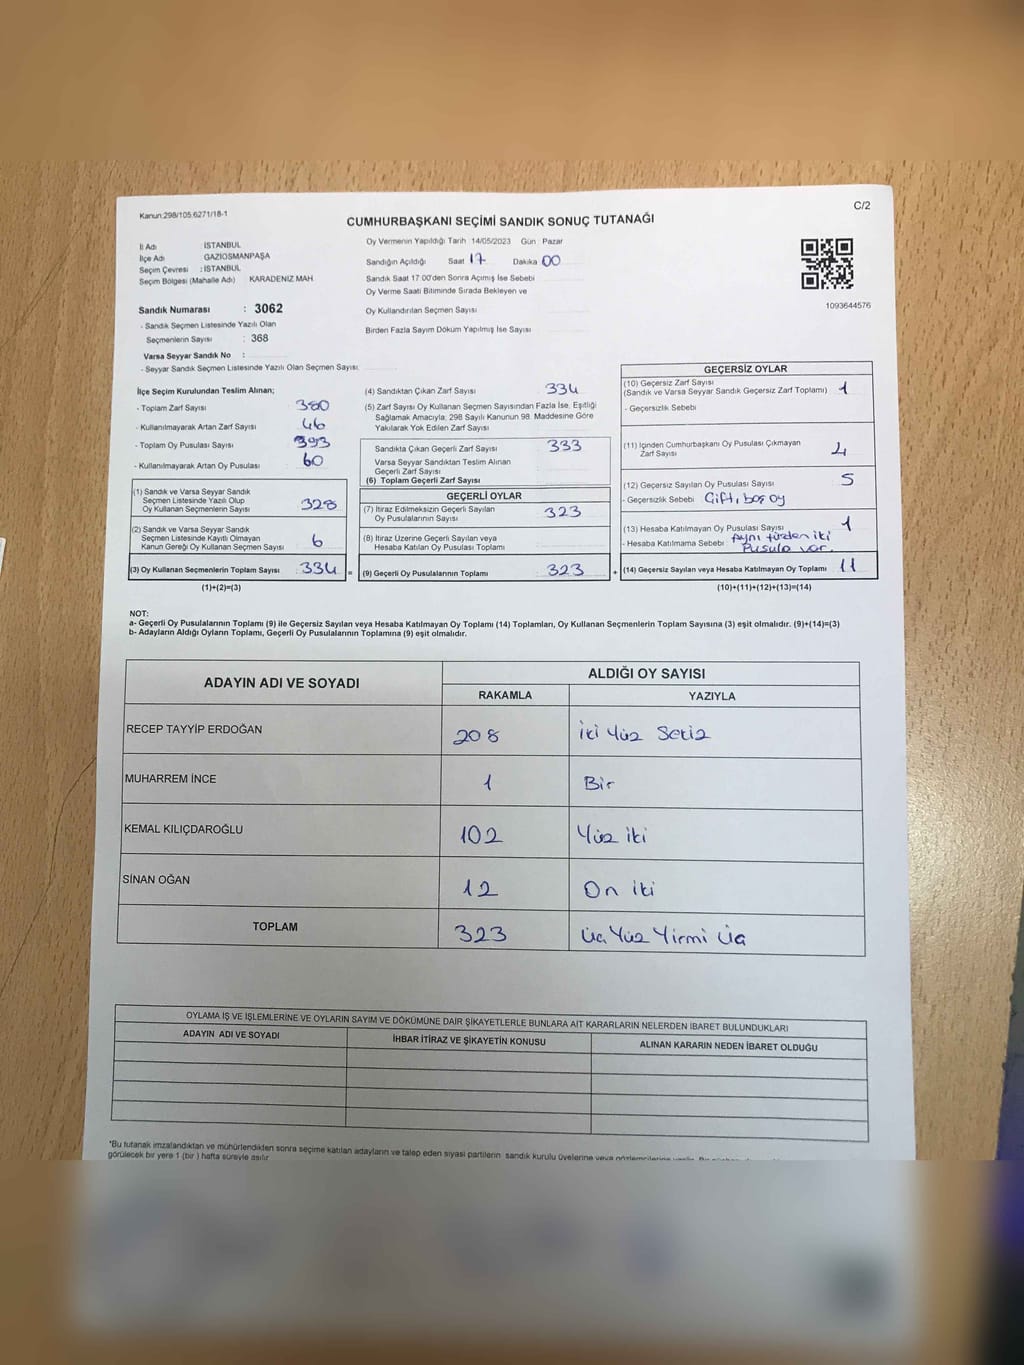 Kanun:298/105;6271/18-1
C/2
CUMHURBAŞKANI SEÇİMİ SANDIK SONUÇ TUTANAĞI
İl Adı : İSTANBUL
İlçe Adı GAZİOSMANPAŞA
Seçim Çevresi : İSTANBUL
Seçim Bölgesi (Mahalle Adı) KARADENİZ MAH
Oy Vermenin Yapıldığı Tarih 14/05/2023 Gün Pazar
Sandığın Açıldığı Saat 17 Dakika 00
Sandık Saat 17:00'den Sonra Açımış İse Sebebi
Oy Verme Saati Bitiminde Sırada Bekleyen ve
Oy Kullandırılan Seçmen Sayısı
Birden Fazla Sayım Döküm Yapılmış İse Sayısı
1093644576
Sandık Numarası : 3062
- Sandık Seçmen Listesinde Yazılı Olan
Seçmenlerin Sayısı : 368
Varsa Seyyar Sandık No :
- Seyyar Sandık Seçmen Listesinde Yazılı Olan Seçmen Sayısı:
İlçe Seçim Kurulundan Teslim Alınan;
- Toplam Zarf Sayısı 380
- Kullanılmayarak Artan Zarf Sayısı 46
- Toplam Oy Pusulası Sayısı 393
- Kullanılmayarak Artan Oy Pusulası 60
(1) Sandık ve Varsa Seyyar Sandık
Seçmen Listesinde Yazılı Olup
Oy Kullanan Seçmenlerin Sayısı 328
(2) Sandık ve Varsa Seyyar Sandık
Seçmen Listesinde Kayıtlı Olmayan
Kanun Gereği Oy Kullanan Seçmen Sayısı 6
(3) Oy Kullanan Seçmenlerin Toplam Sayısı 334 =
(1)+(2)=(3)
(4) Sandıktan Çıkan Zarf Sayısı 334
(5) Zarf Sayısı Oy Kullanan Seçmen Sayısından Fazla İse, Eşitliği
Sağlamak Amacıyla; 298 Sayılı Kanunun 98. Maddesine Göre
Yakılarak Yok Edilen Zarf Sayısı
Sandıkta Çıkan Geçerli Zarf Sayısı 333
Varsa Seyyar Sandıktan Teslim Alınan
Geçerli Zarf Sayısı
(6) Toplam Geçerli Zarf Sayısı
GEÇERLİ OYLAR
(7) İtiraz Edilmeksizin Geçerli Sayılan
Oy Pusulalarının Sayısı 323
(8) İtiraz Üzerine Geçerli Sayılan veya
Hesaba Katılan Oy Pusulası Toplamı
(9) Geçerli Oy Pusulalarının Toplamı 323 +
GEÇERSİZ OYLAR
(10) Geçersiz Zarf Sayısı
(Sandık ve Varsa Seyyar Sandık Geçersiz Zarf Toplamı) 1
- Geçersizlik Sebebi
(11) İçinden Cumhurbaşkanı Oy Pusulası Çıkmayan
Zarf Sayısı 4
(12) Geçersiz Sayılan Oy Pusulası Sayısı 5
- Geçersizlik Sebebi Çift, boş oy
(13) Hesaba Katılmayan Oy Pusulası Sayısı 1
- Hesaba Katılmama Sebebi Aynı türden iki
Pusula var.
(14) Geçersiz Sayılan veya Hesaba Katılmayan Oy Toplamı 11
(10)+(11)+(12)+(13)=(14)
NOT:
a- Geçerli Oy Pusulalarının Toplamı (9) ile Geçersiz Sayılan veya Hesaba Katılmayan Oy Toplamı (14) Toplamları, Oy Kullanan Seçmenlerin Toplam Sayısına (3) eşit olmalıdır. (9)+(14)=(3)
b- Adayların Aldığı Oyların Toplamı, Geçerli Oy Pusulalarının Toplamına (9) eşit olmalıdır.
ADAYIN ADI VE SOYADI
ALDIĞI OY SAYISI
RAKAMLA YAZIYLA
RECEP TAYYİP ERDOĞAN 208 İki Yüz Sekiz
MUHARREM İNCE 1 Bir
KEMAL KILIÇDAROĞLU 102 Yüz iki
SİNAN OĞAN 12 On iki
TOPLAM 323 Üç Yüz Yirmi Üç
OYLAMA İŞ VE İŞLEMLERİNE VE OYLARIN SAYIM VE DÖKÜMÜNE DAİR ŞİKAYETLERLE BUNLARA AİT KARARLARIN NELERDEN İBARET BULUNDUKLARI
ADAYIN ADI VE SOYADI İHBAR İTİRAZ VE ŞİKAYETİN KONUSU ALINAN KARARIN NEDEN İBARET OLDUĞU
*Bu tutanak imzalandıktan ve mühürlendikten sonra seçime katılan adayların ve talep eden siyasi partilerin sandık kurulu üyelerine veya
görülecek bir yere 1 (bir) hafta süreyle asılır.